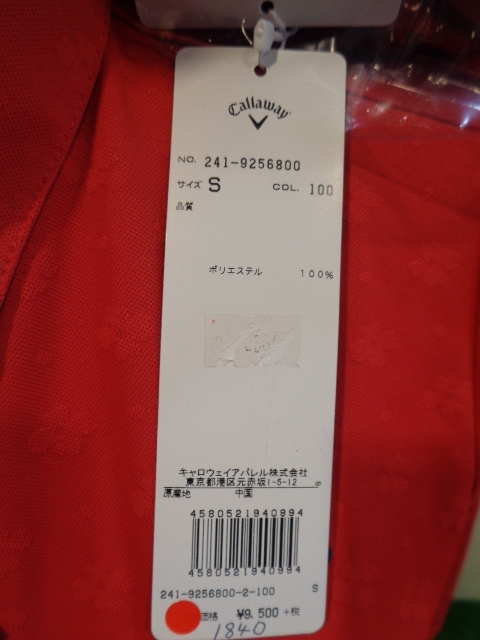 Callaway
NO. 241-9256800
サイズ S COL. 100
品質
ポリエステル 100%
キャロウェイアパレル株式会社
東京都港区元赤坂1-5-12
原産地 中国
4580521940994
4580521940994
241-9256800-2-100 S
価格 ¥9,500 +税
1840